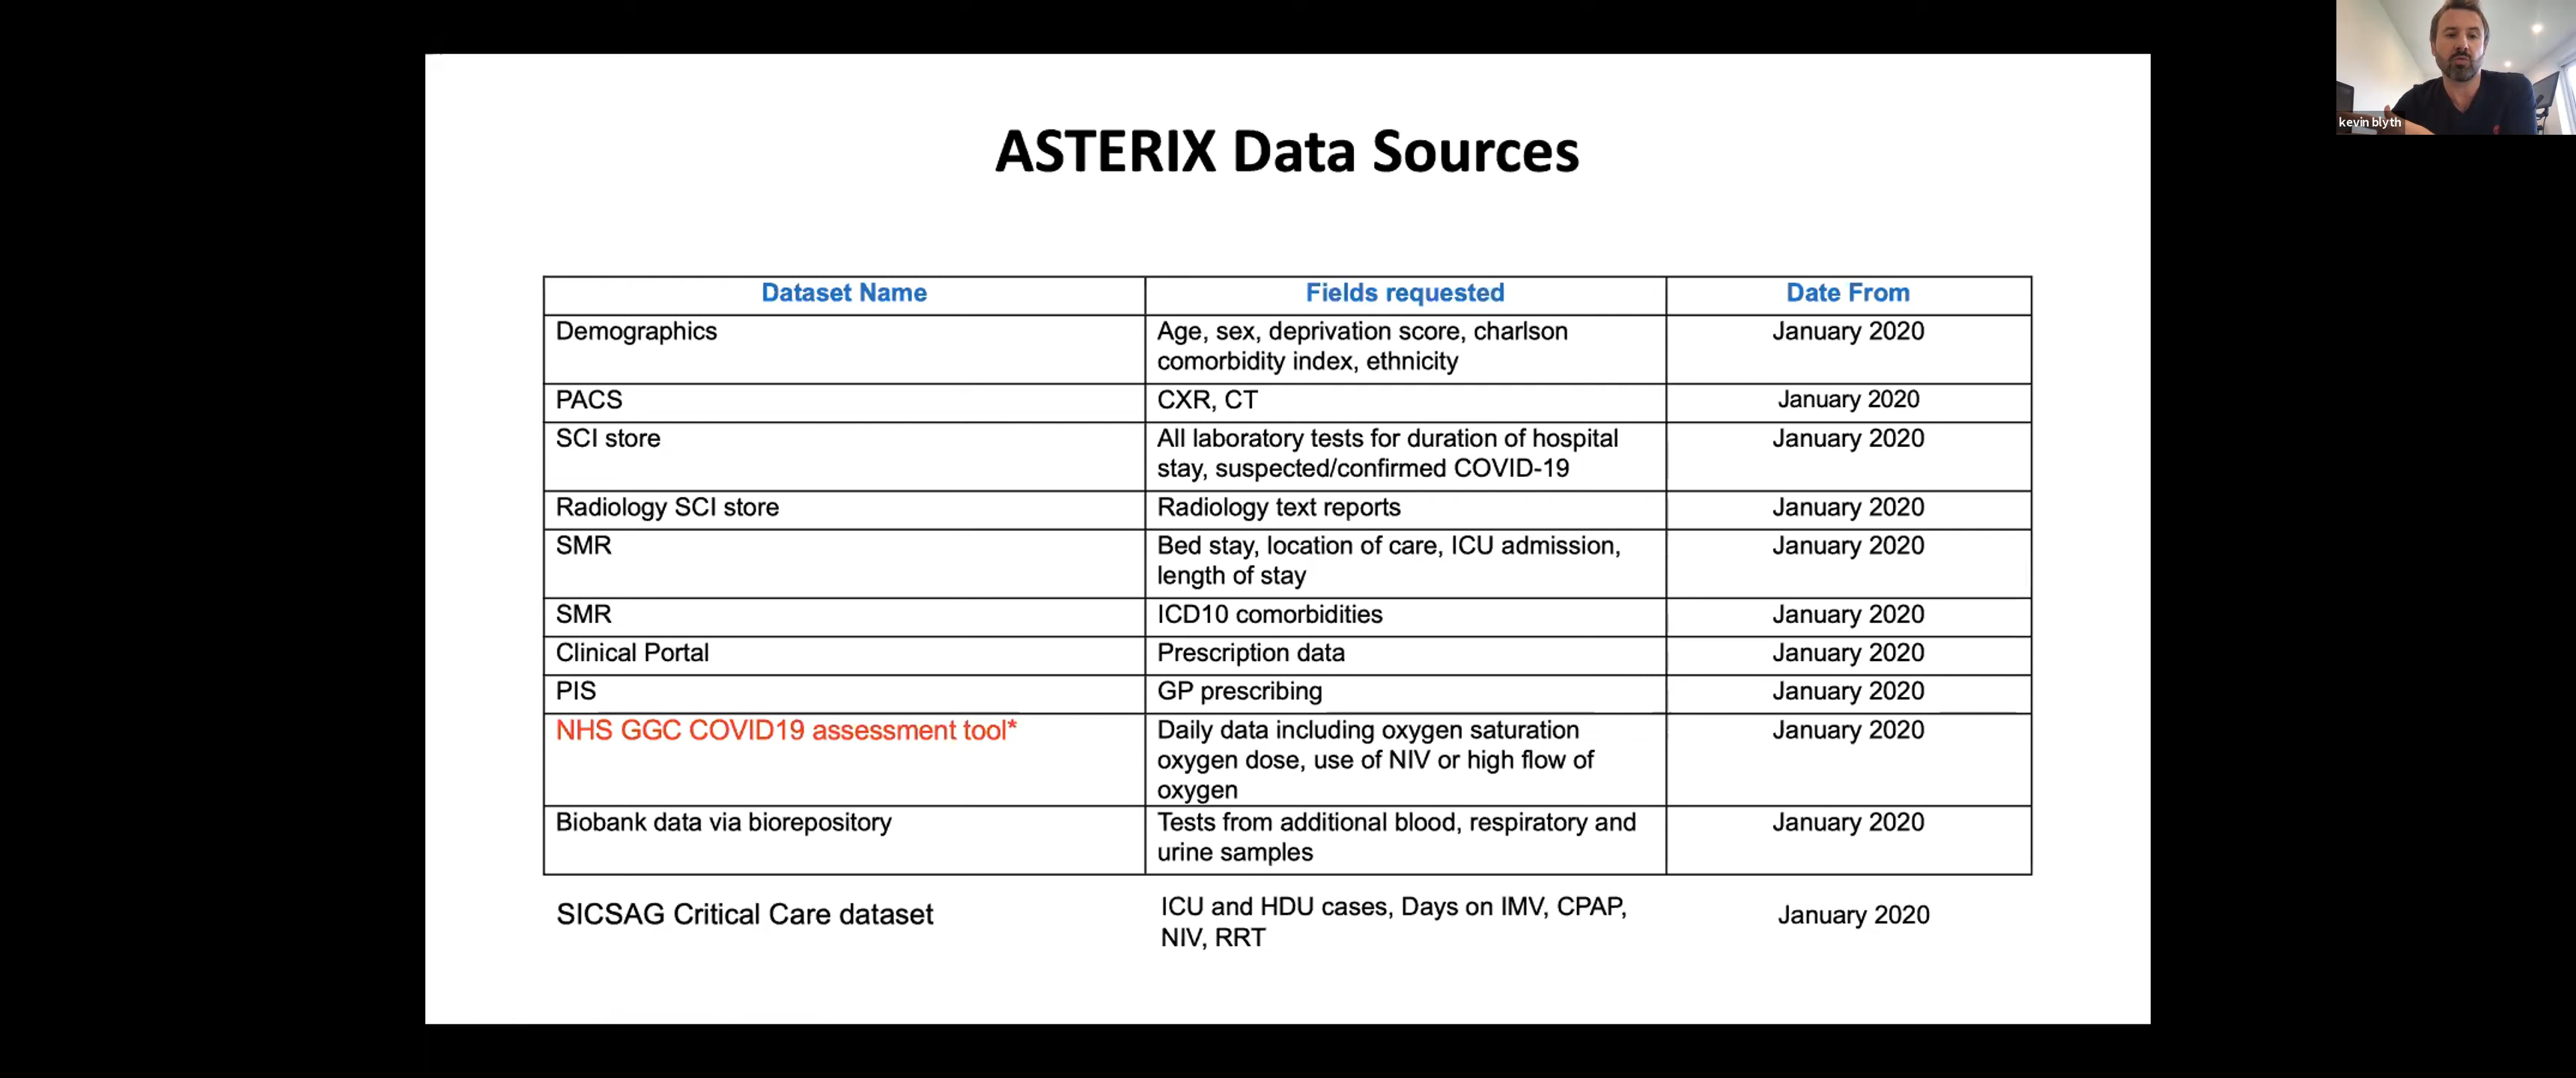 kevin blyth
ASTERIX Data Sources
Dataset Name Fields requested Date From
Demographics Age, sex, deprivation score, charlson January 2020
comorbidity index, ethnicity
PACS CXR, CT January 2020
SCI store All laboratory tests for duration of hospital January 2020
stay, suspected/confirmed COVID-19
Radiology SCI store Radiology text reports January 2020
SMR Bed stay, location of care, ICU admission, January 2020
length of stay
SMR ICD10 comorbidities January 2020
Clinical Portal Prescription data January 2020
PIS GP prescribing January 2020
NHS GGC COVID19 assessment tool* Daily data including oxygen saturation January 2020
oxygen dose, use of NIV or high flow of
oxygen
Biobank data via biorepository Tests from additional blood, respiratory and January 2020
urine samples
SICSAG Critical Care dataset ICU and HDU cases, Days on IMV, CPAP, January 2020
NIV, RRT